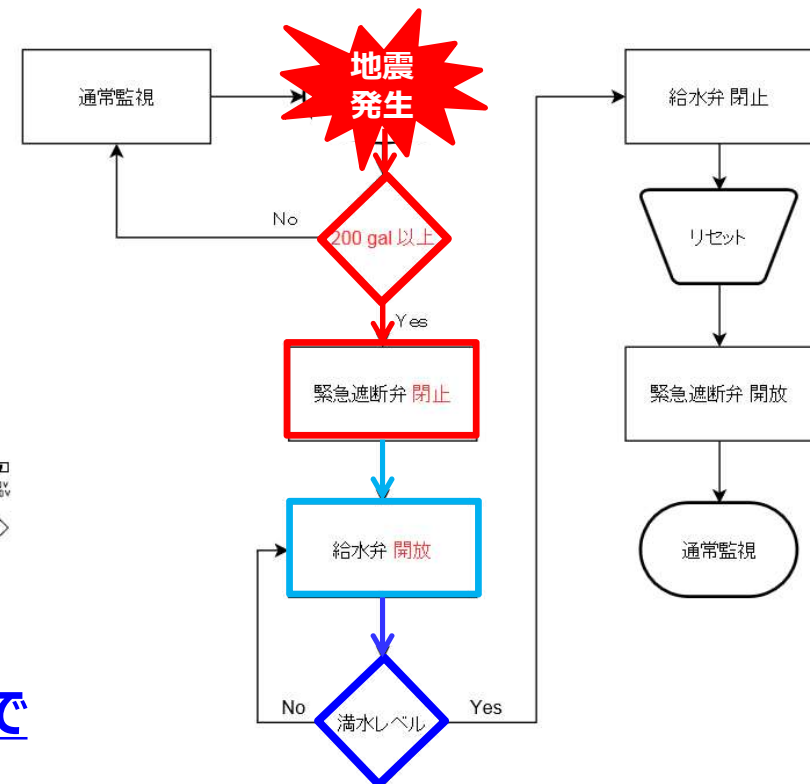 通常監視
地震
発生
No
200 gal 以上
Yes
緊急遮断弁 閉止
給水弁 開放
No
満水レベル
Yes
給水弁 閉止
リセット
緊急遮断弁 開放
通常監視
で